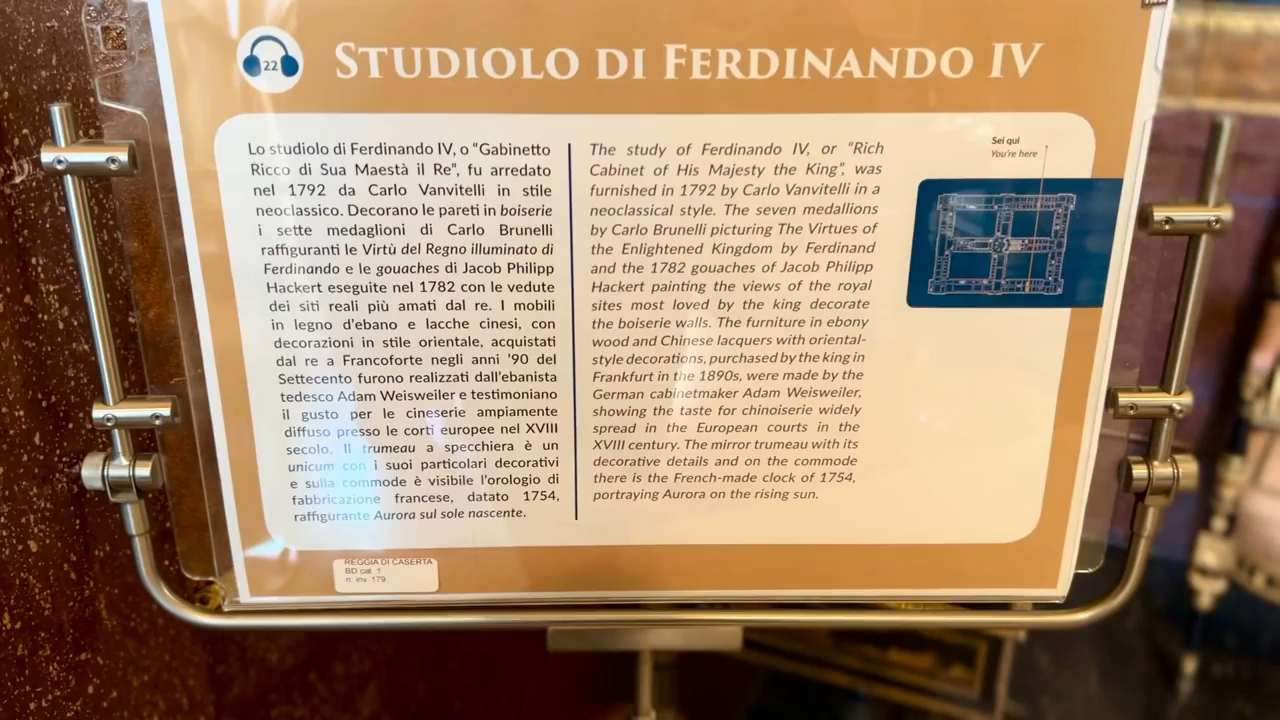 22
STUDIOLO DI FERDINANDO IV
Lo studiolo di Ferdinando IV, o “Gabinetto
Ricco di Sua Maestà il Re”, fu arredato
nel 1792 da Carlo Vanvitelli in stile
neoclassico. Decorano le pareti in boiserie
i sette medaglioni di Carlo Brunelli
raffiguranti le Virtù del Regno illuminato di
Ferdinando e le gouaches di Jacob Philipp
Hackert eseguite nel 1782 con le vedute
dei siti reali più amati dal re. I mobili
in legno d'ebano e lacche cinesi, con
decorazioni in stile orientale, acquistati
dal re a Francoforte negli anni '90 del
Settecento furono realizzati dall'ebanista
tedesco Adam Weisweiler e testimoniano
il gusto per le cineserie ampiamente
diffuso presso le corti europee nel XVIII
secolo. Il trumeau a specchiera è un
unicum con i suoi particolari decorativi
e sulla commode è visibile l'orologio di
fabbricazione francese, datato 1754,
raffigurante Aurora sul sole nascente.
The study of Ferdinand IV, or “Rich
Cabinet of His Majesty the King”, was
furnished in 1792 by Carlo Vanvitelli in a
neoclassical style. The seven medallions
by Carlo Brunelli picturing The Virtues of
the Enlightened Kingdom by Ferdinand
and the 1782 gouaches of Jacob Philipp
Hackert painting the views of the royal
sites most loved by the king decorate
the boiserie walls. The furniture in ebony
wood and Chinese lacquers with oriental-
style decorations, purchased by the king in
Frankfurt in the 1890s, were made by the
German cabinetmaker Adam Weisweiler,
showing the taste for chinoiserie widely
spread in the European courts in the
XVIII century. The mirror trumeau with its
decorative details and on the commode
there is the French-made clock of 1754,
portraying Aurora on the rising sun.
Sei qui
You're here
REGGIA DI CASERTA
BD cat 1
n. inv. 179